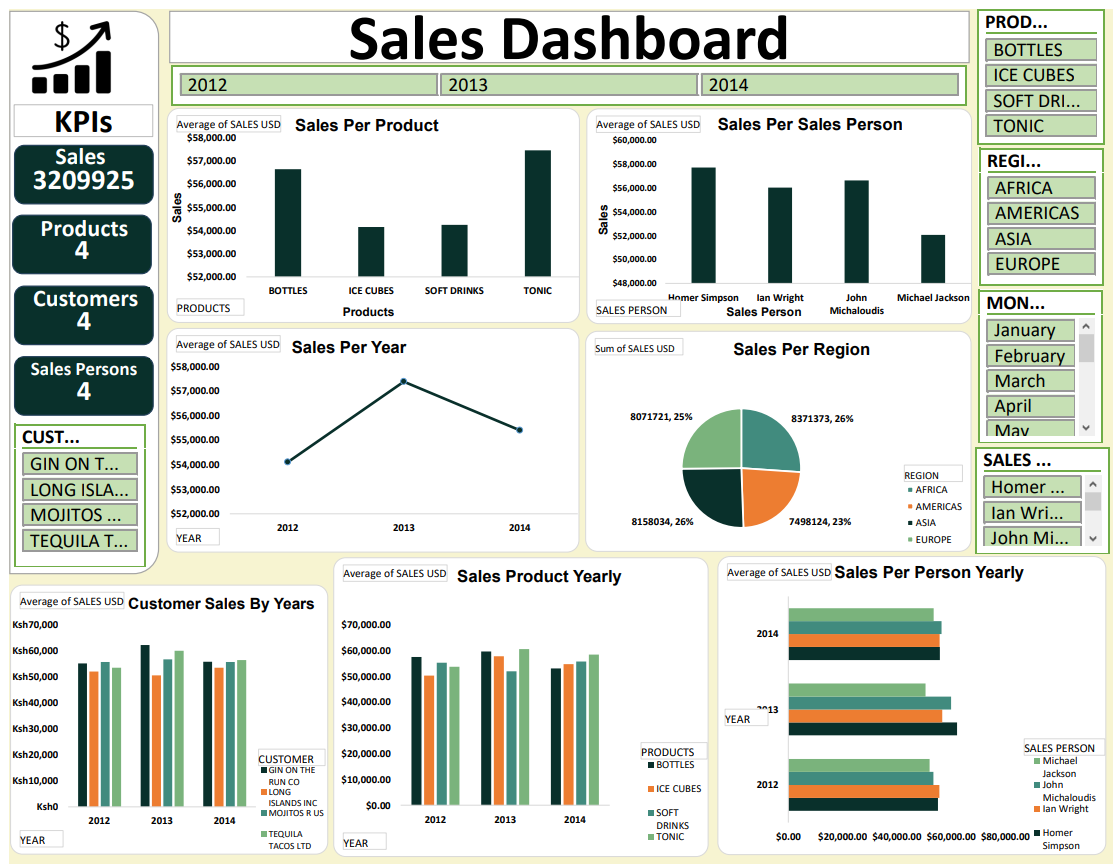 Sales Dashboard
$
KPIs
Sales
3209925
Products
4
Customers
4
Sales Persons
4
CUST...
GIN ON T...
LONG ISLA...
MOJITOS ...
TEQUILA T...
2012
2013
2014
PROD...
BOTTLES
ICE CUBES
SOFT DRI...
TONIC
REGI...
AFRICA
AMERICAS
ASIA
EUROPE
MON...
January
February
March
April
May
SALES ...
Homer ...
Ian Wri...
John Mi...
Average of SALES USD
Sales Per Product
$58,000.00
$57,000.00
$56,000.00
$55,000.00
$54,000.00
$53,000.00
$52,000.00
Sales
BOTTLES
ICE CUBES
SOFT DRINKS
TONIC
PRODUCTS
Products
Average of SALES USD
Sales Per Sales Person
$60,000.00
$58,000.00
$56,000.00
$54,000.00
$52,000.00
$48,000.00
Sales
Homer Simpson
Ian Wright
John
Michaloudis
Michael Jackson
SALES PERSON
Sales Person
Average of SALES USD
Sales Per Year
$58,000.00
$57,000.00
$56,000.00
$55,000.00
$54,000.00
$53,000.00
$52,000.00
2012
2013
2014
YEAR
Sum of SALES USD
Sales Per Region
8071721, 25%
8371373, 26%
8158034, 26%
7498124, 23%
REGION
AFRICA
AMERICAS
ASIA
EUROPE
Average of SALES USD
Customer Sales By Years
Ksh70,000
Ksh60,000
Ksh50,000
Ksh40,000
Ksh30,000
Ksh20,000
Ksh10,000
Ksh0
2012
2013
2014
YEAR
CUSTOMER
GIN ON THE
RUN CO
LONG
ISLANDS INC
MOJITOS R US
TEQUILA
TACOS LTD
Average of SALES USD
Sales Product Yearly
$70,000.00
$60,000.00
$50,000.00
$40,000.00
$30,000.00
$20,000.00
$10,000.00
$0.00
2012
2013
2014
YEAR
PRODUCTS
BOTTLES
ICE CUBES
SOFT
DRINKS
TONIC
Average of SALES USD
Sales Per Person Yearly
2014
2013
2012
YEAR
$0.00
$20,000.00
$40,000.00
$60,000.00
$80,000.00
SALES PERSON
Michael
Jackson
John
Michaloudis
Ian Wright
Homer
Simpson